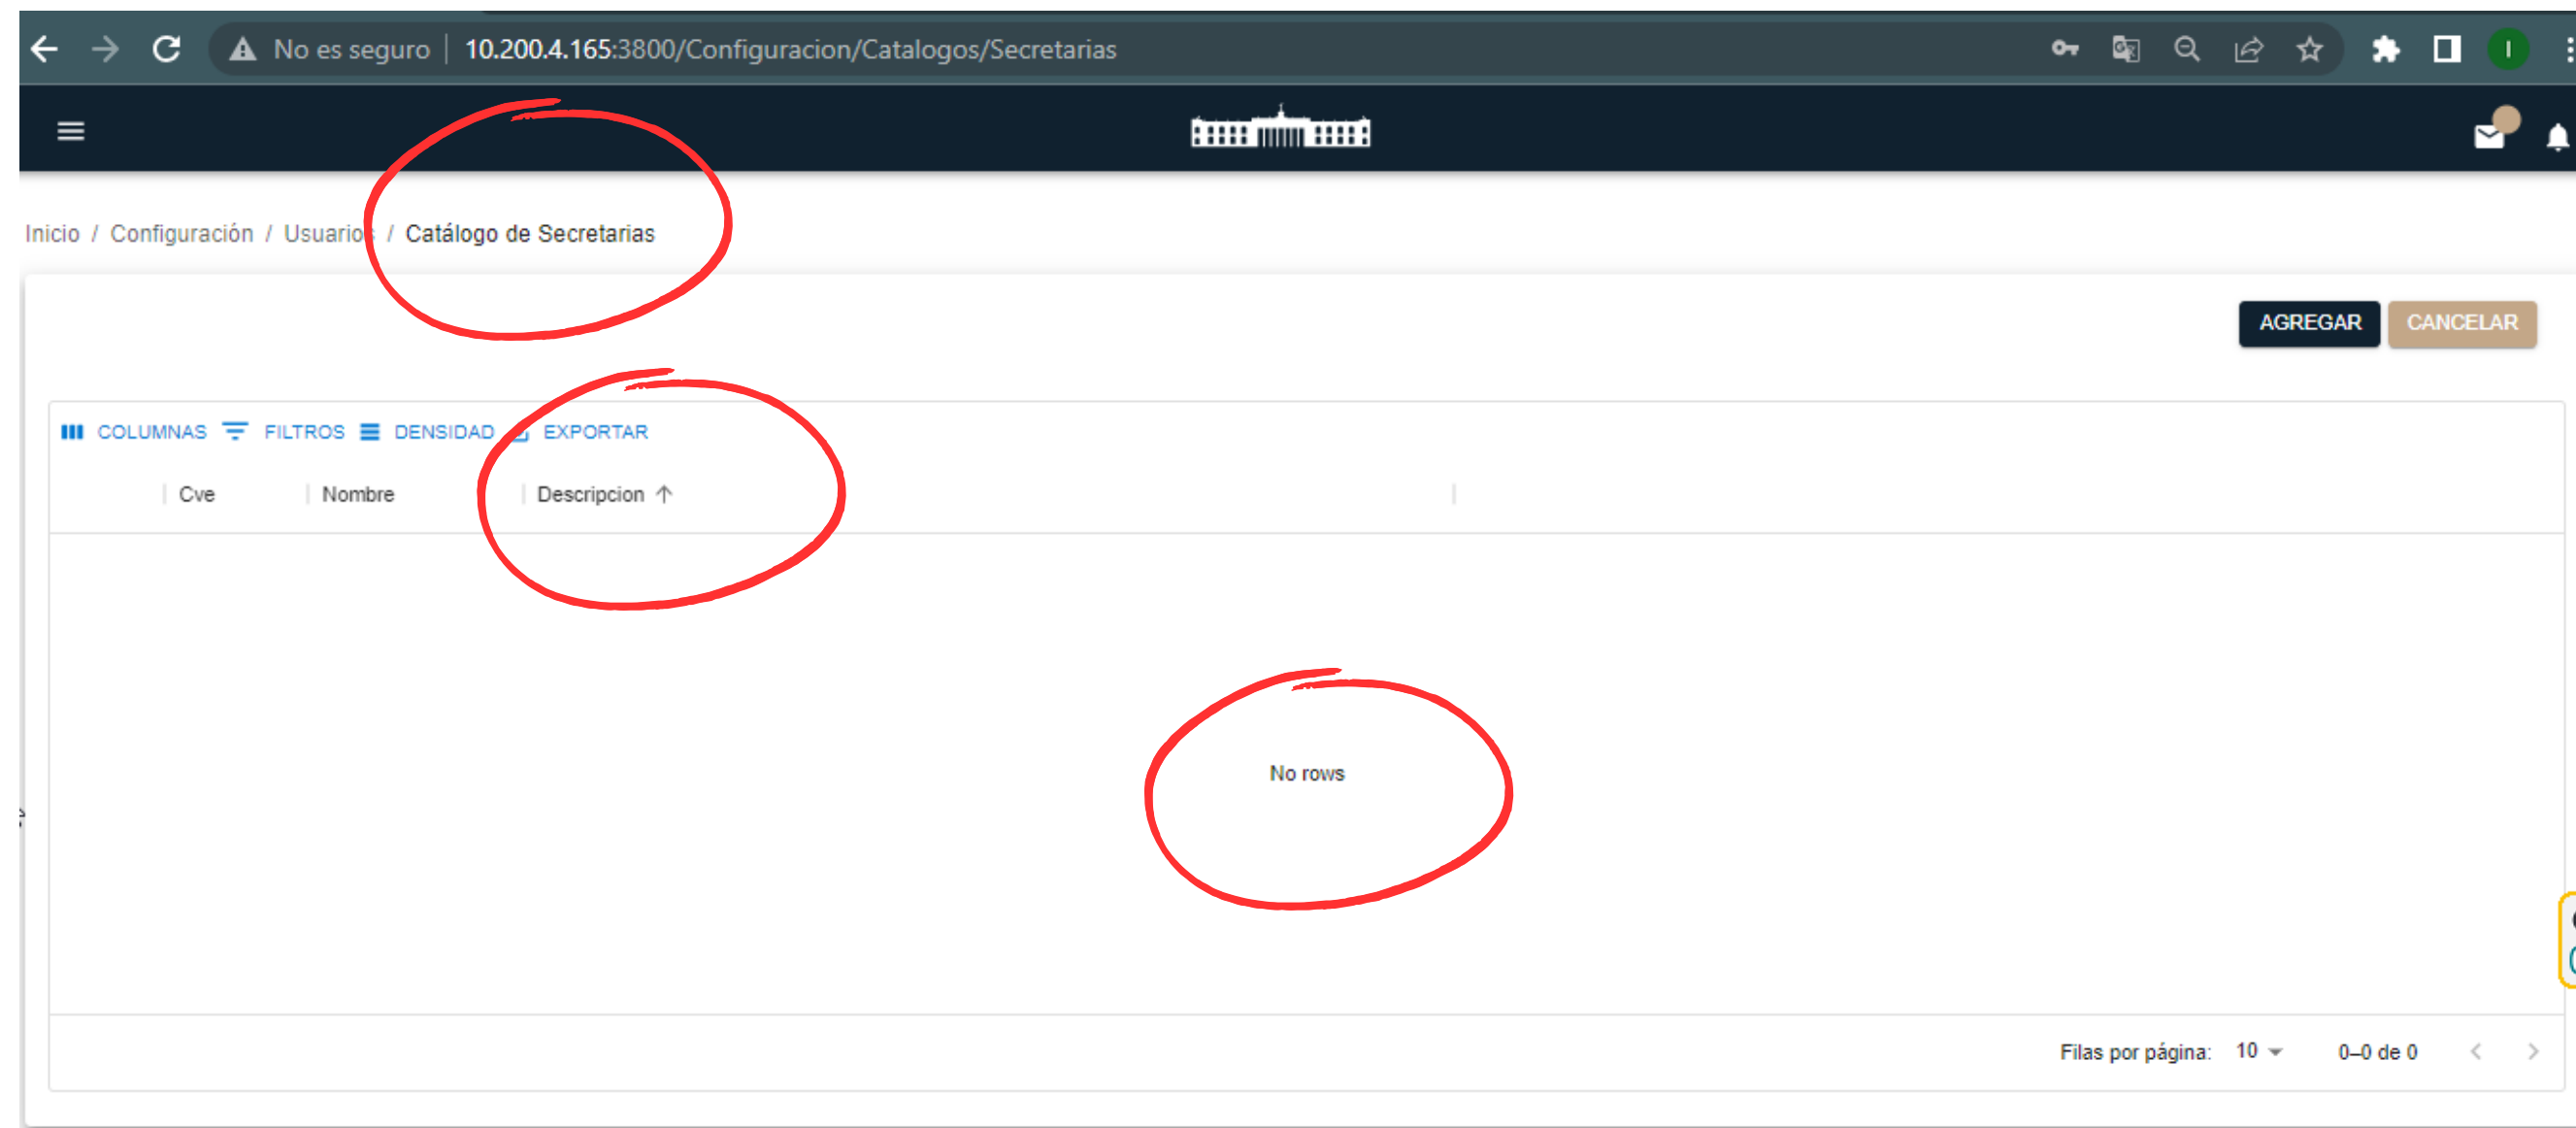 No es seguro | 10.200.4.165:3800/Configuracion/Catalogos/Secretarias
I
Inicio / Configuración / Usuarios / Catálogo de Secretarias
AGREGAR CANCELAR
COLUMNAS FILTROS DENSIDAD EXPORTAR
Cve Nombre Descripcion
No rows
Filas por página: 10 0–0 de 0